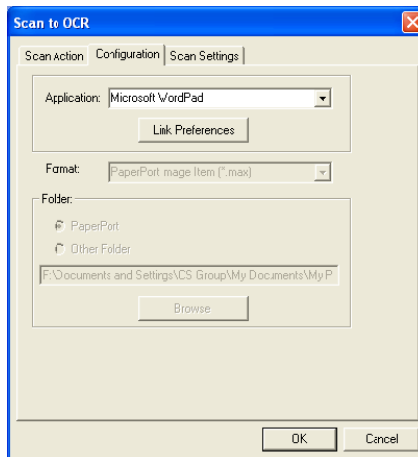 Scan to OCR
Scan Action Configuration Scan Settings
Application: Microsoft WordPad
Link Preferences
Format: PaperPort mage Item (*.max)
Folder:
PaperPort
Other Folder
F:\Documents and Settings\CS Group\My Documents\My P
Browse
OK Cancel